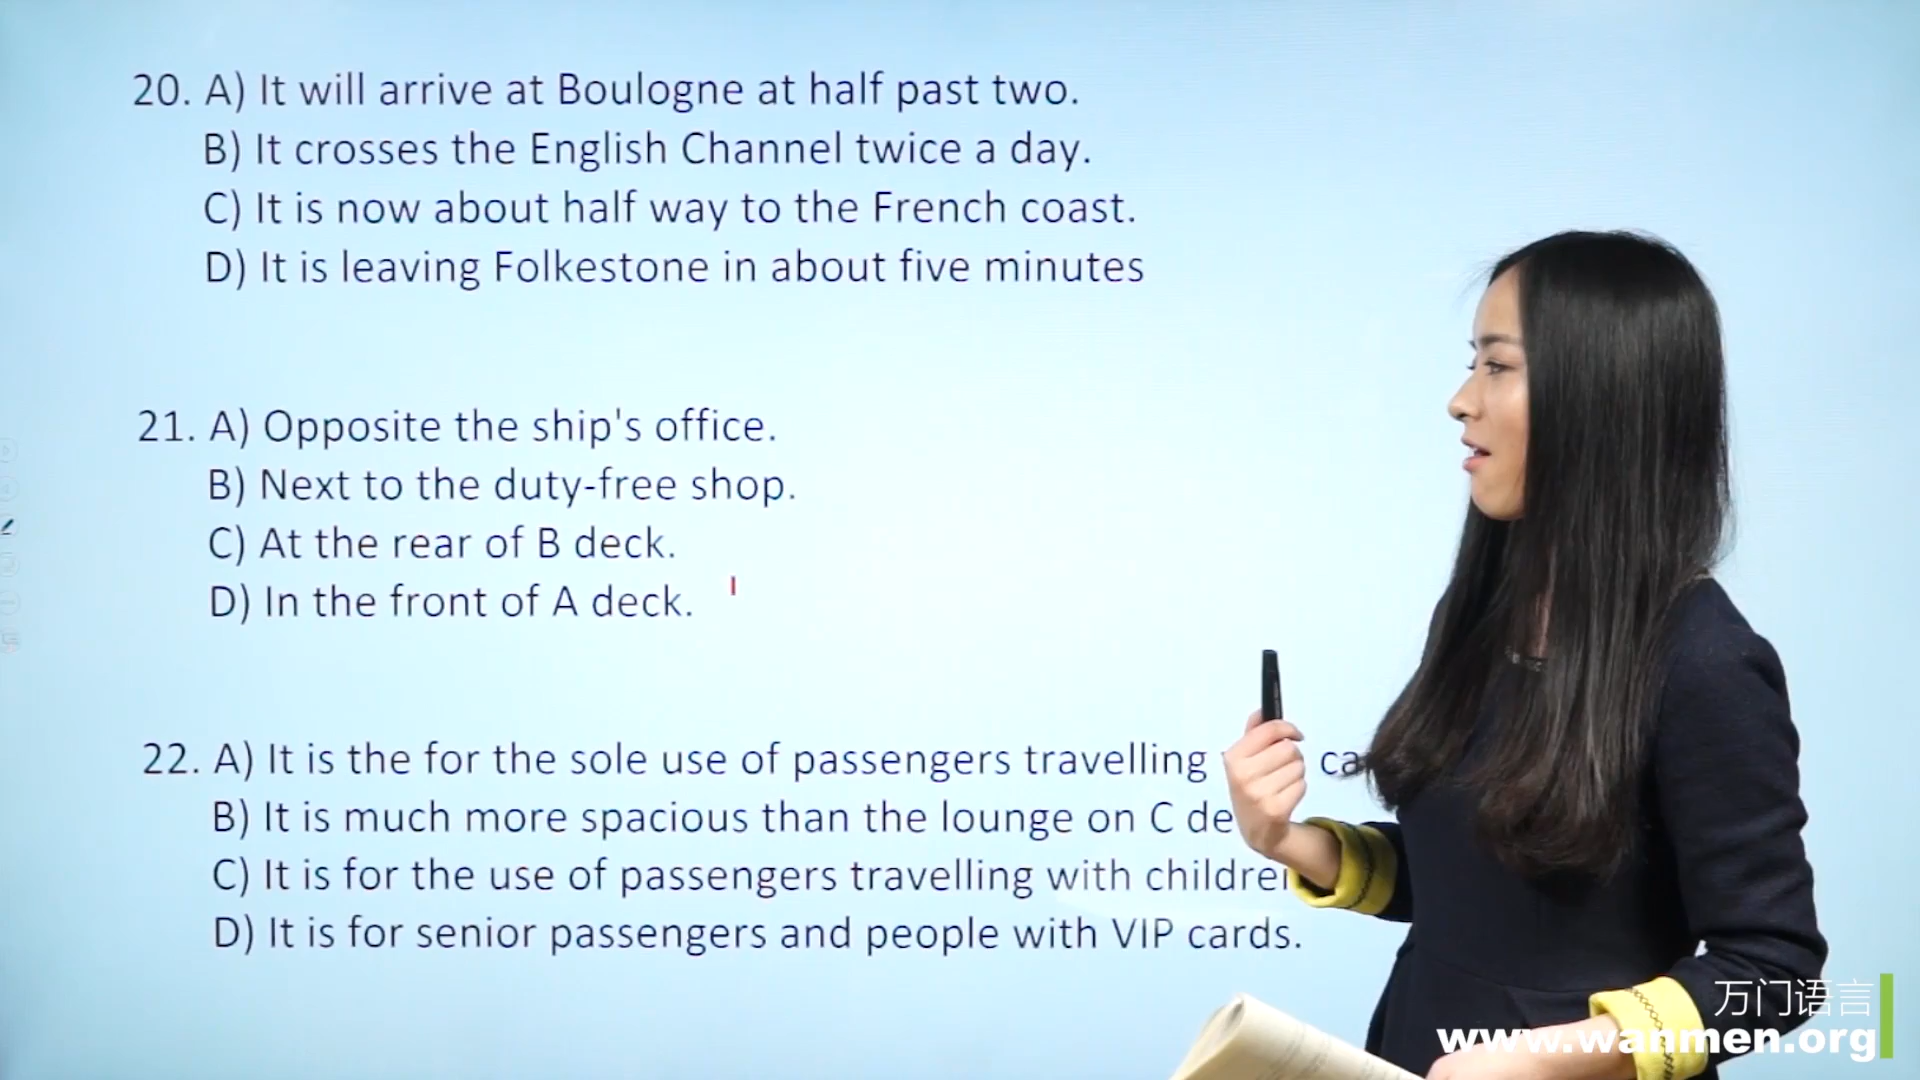 20. A) It will arrive at Boulogne at half past two.
B) It crosses the English Channel twice a day.
C) It is now about half way to the French coast.
D) It is leaving Folkestone in about five minutes
21. A) Opposite the ship's office.
B) Next to the duty-free shop.
C) At the rear of B deck.
D) In the front of A deck.
22. A) It is the for the sole use of passengers travelling
B) It is much more spacious than the lounge on C
C) It is for the use of passengers travelling with
D) It is for senior passengers and people with VIP cards.
万门语言
www.wanmen.org